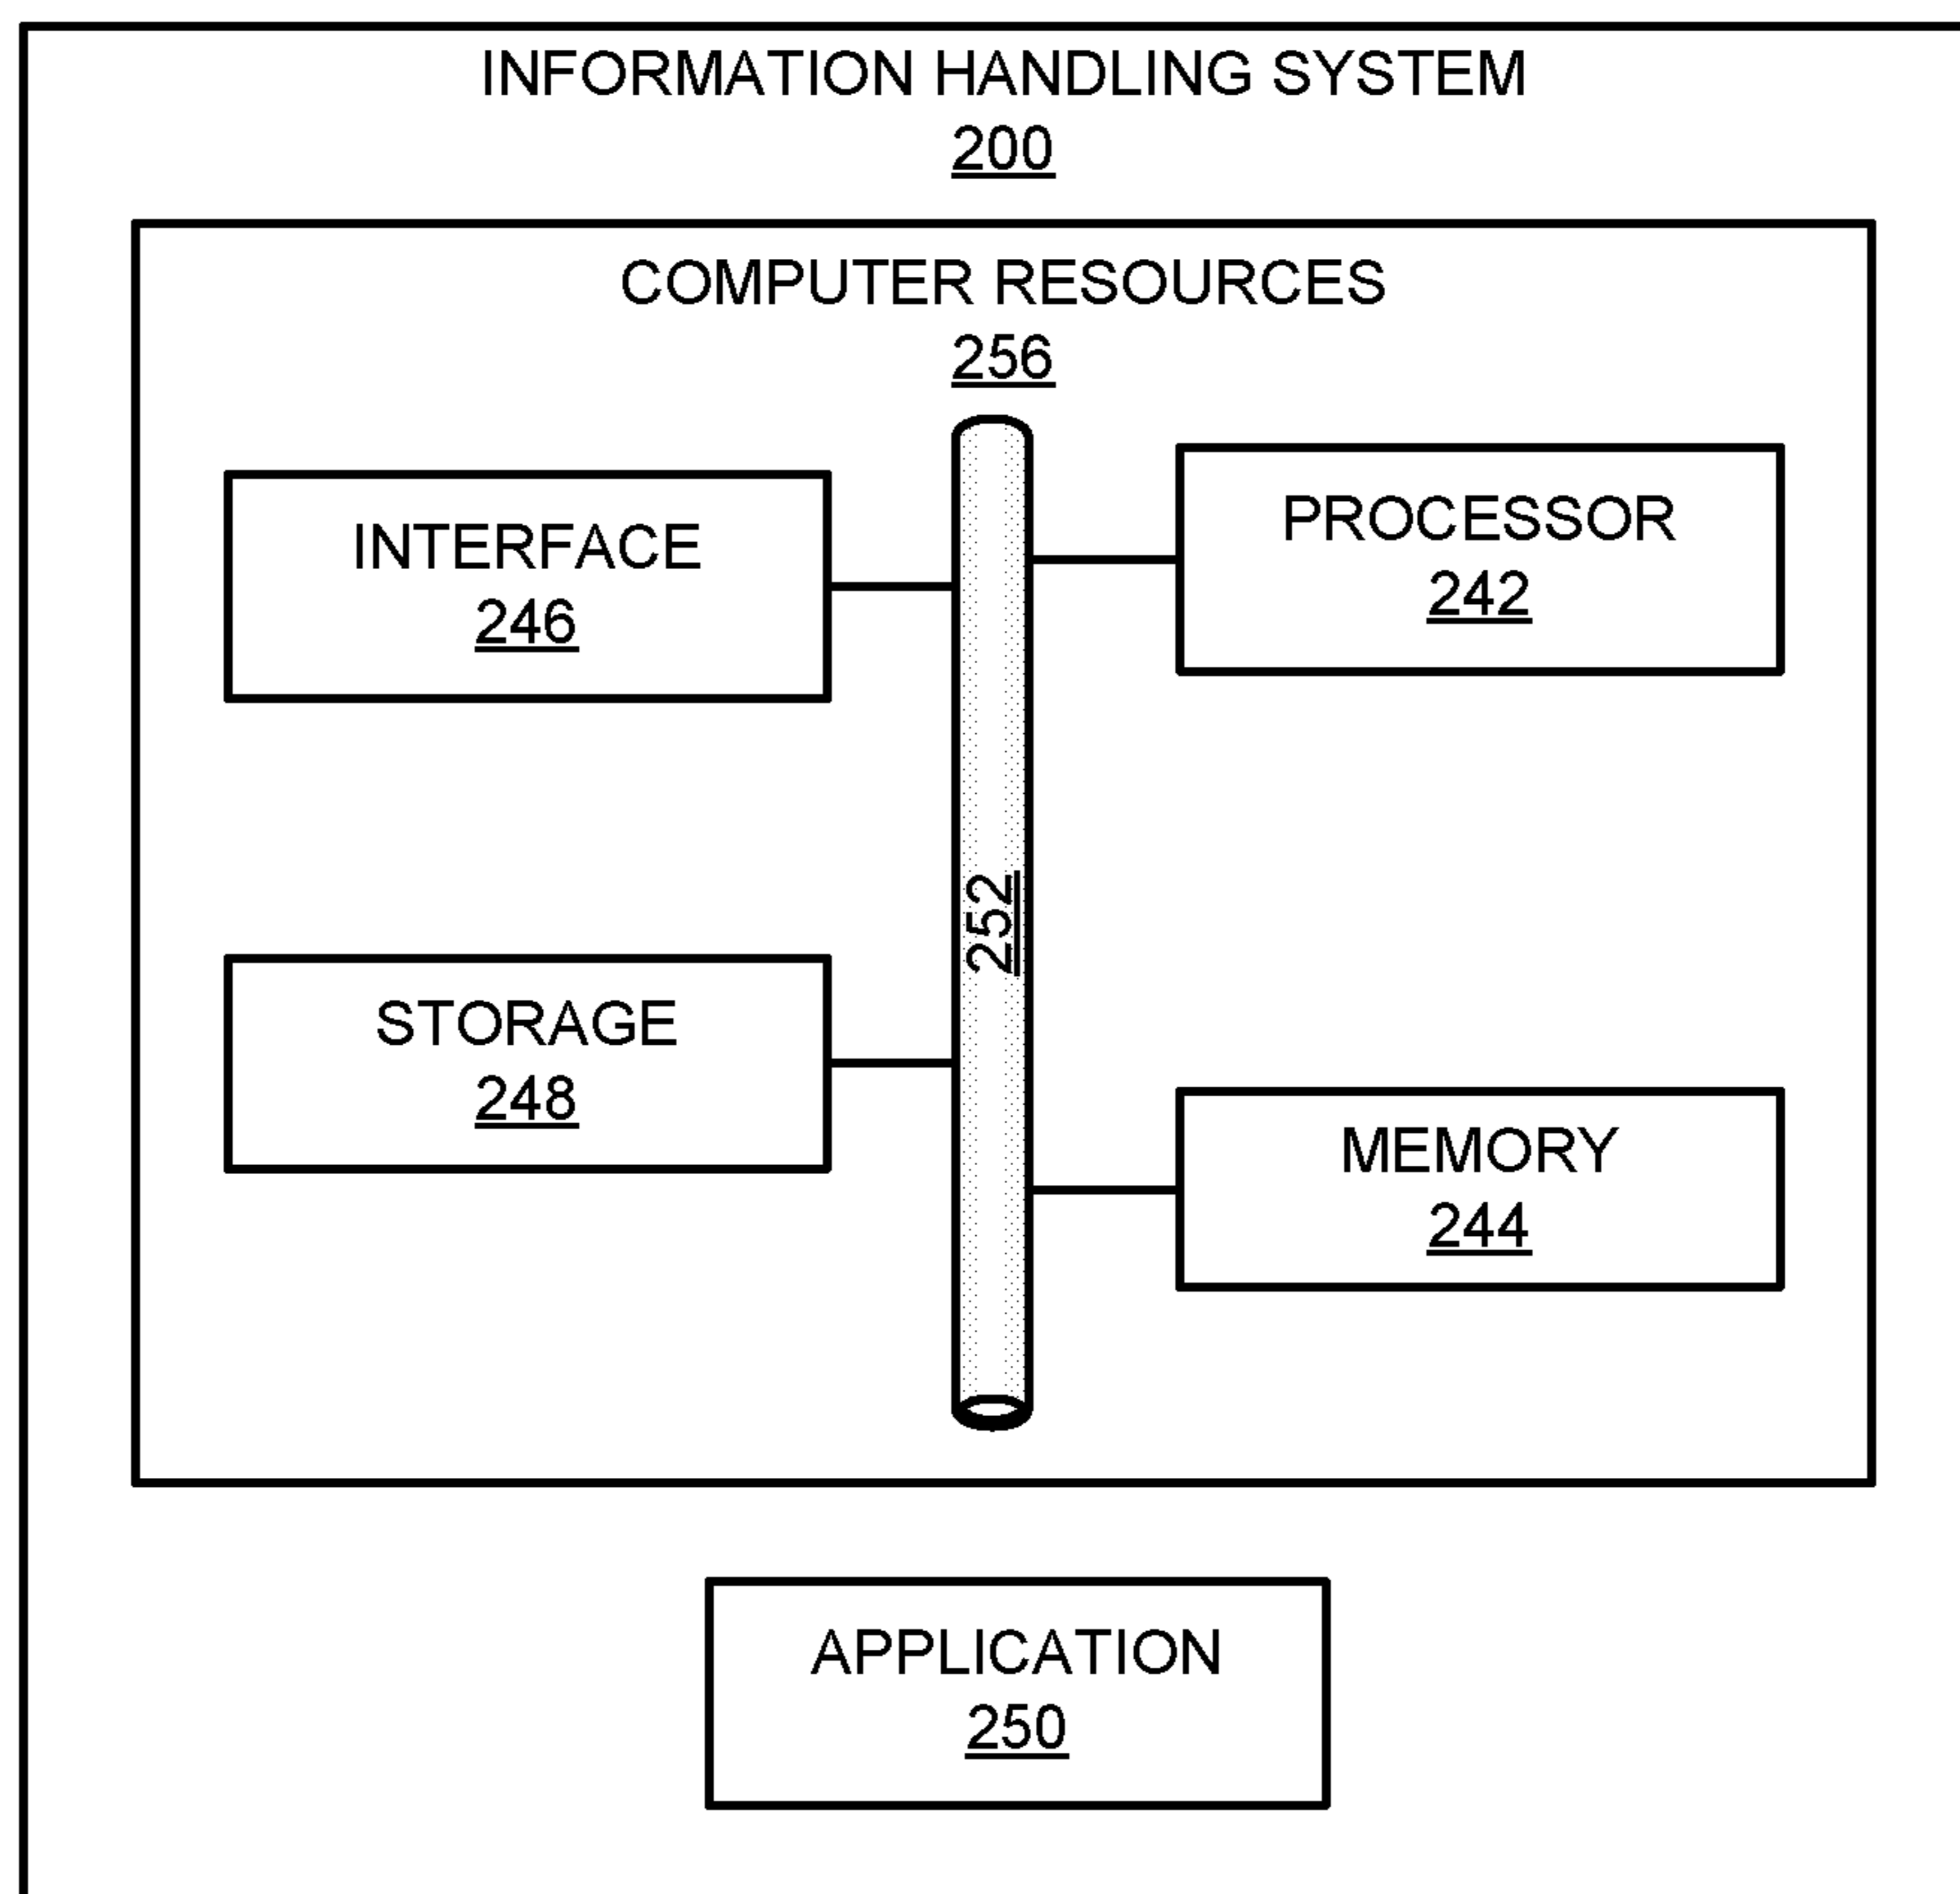 INFORMATION HANDLING SYSTEM
200
COMPUTER RESOURCES
256
INTERFACE
246
PROCESSOR
242
252
STORAGE
248
MEMORY
244
APPLICATION
250